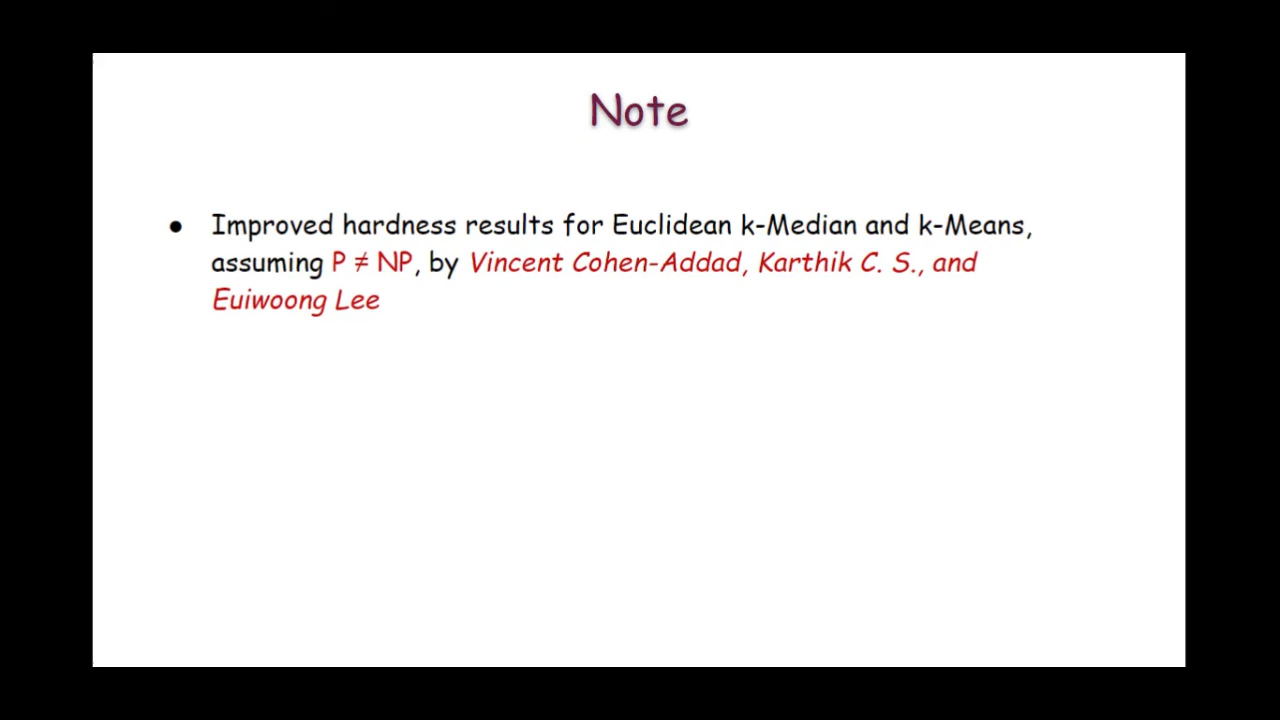 Note
● Improved hardness results for Euclidean k-Median and k-Means,
assuming P ≠ NP, by Vincent Cohen-Addad, Karthik C. S., and
Euiwoong Lee